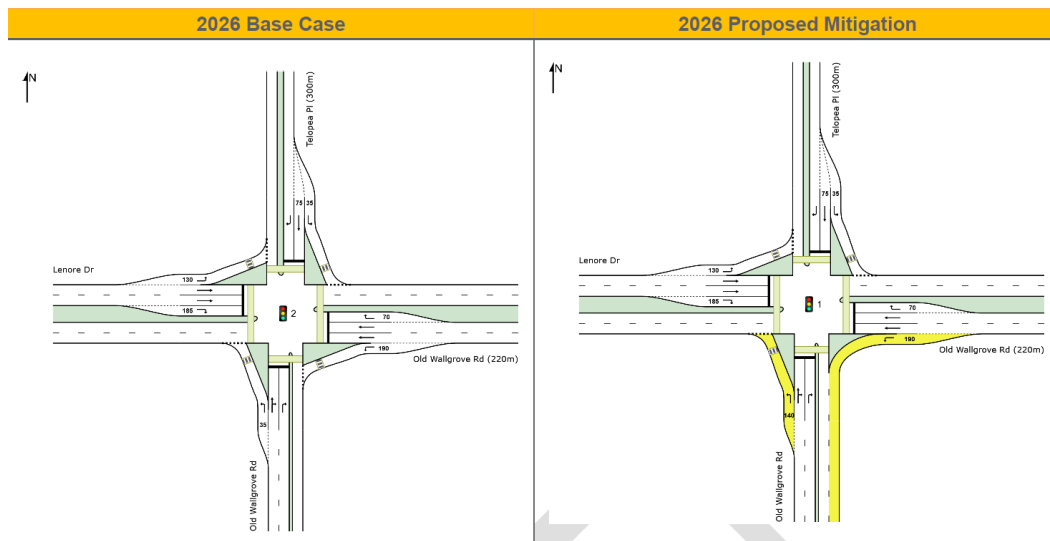 2026 Base Case
2026 Proposed Mitigation
N
Telopea Pl (300m)
75
35
Lenore Dr
130
185
2
70
190
Old Wallgrove Rd (220m)
35
Old Wallgrove Rd
N
Telopea Pl (300m)
75
35
Lenore Dr
130
185
1
70
190
Old Wallgrove Rd (220m)
140
Old Wallgrove Rd